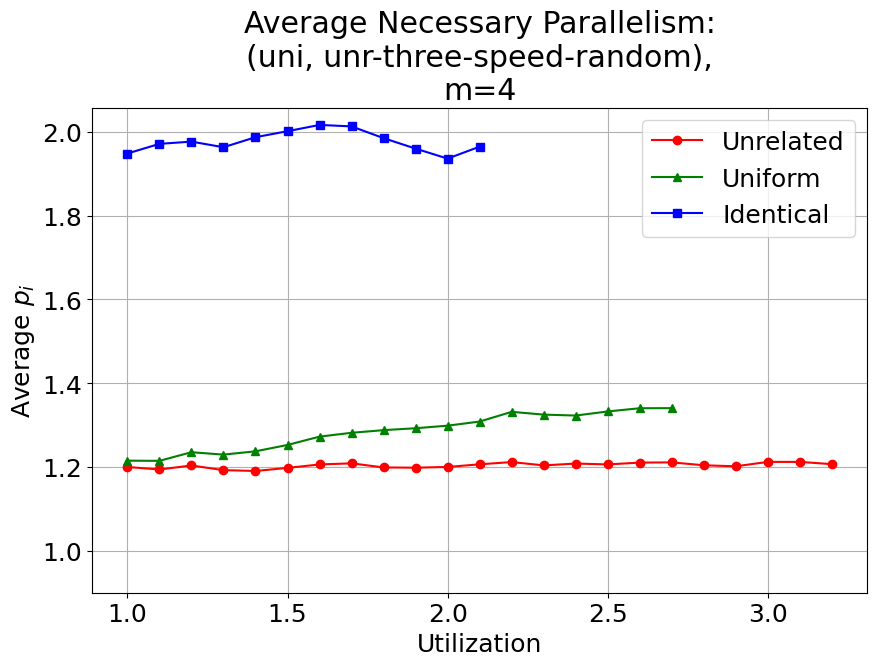 Average Necessary Parallelism:
(uni, unr-three-speed-random),
m=4
Unrelated
Uniform
Identical
Average p_i
2.0
1.8
1.6
1.4
1.2
1.0
1.0 1.5 2.0 2.5 3.0
Utilization